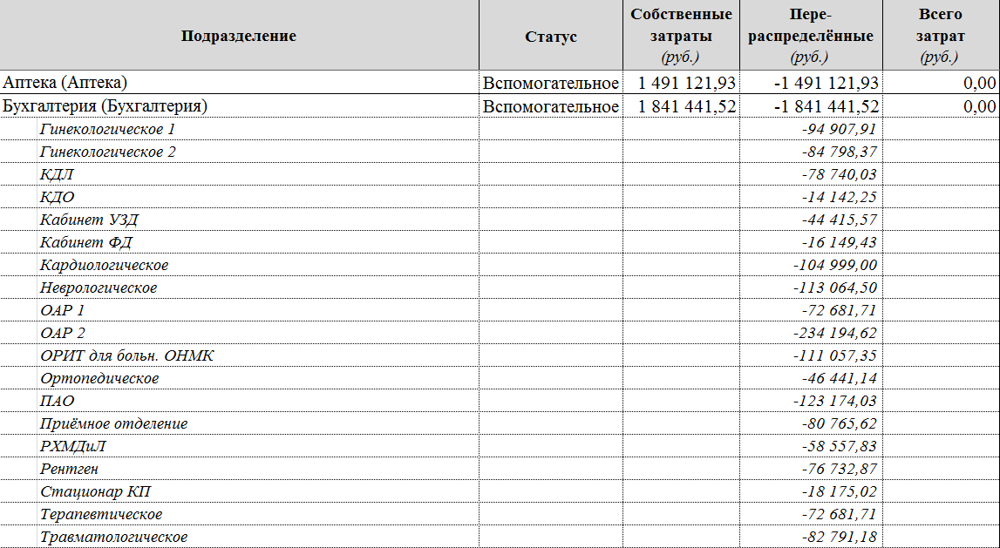 Подразделение Статус Собственные затраты (руб.) Пере-распределённые (руб.) Всего затрат (руб.)
Аптека (Аптека) Вспомогательное 1 491 121,93 -1 491 121,93 0,00
Бухгалтерия (Бухгалтерия) Вспомогательное 1 841 441,52 -1 841 441,52 0,00
Гинекологическое 1 -94 907,91
Гинекологическое 2 -84 798,37
КДЛ -78 740,03
КДО -14 142,25
Кабинет УЗД -44 415,57
Кабинет ФД -16 149,43
Кардиологическое -104 999,00
Неврологическое -113 064,50
ОАР 1 -72 681,71
ОАР 2 -234 194,62
ОРИТ для больн. ОНМК -111 057,35
Ортопедическое -46 441,14
ПАО -123 174,03
Приёмное отделение -80 765,62
РХМДиЛ -58 557,83
Рентген -76 732,87
Стационар КП -18 175,02
Терапевтическое -72 681,71
Травматологическое -82 791,18